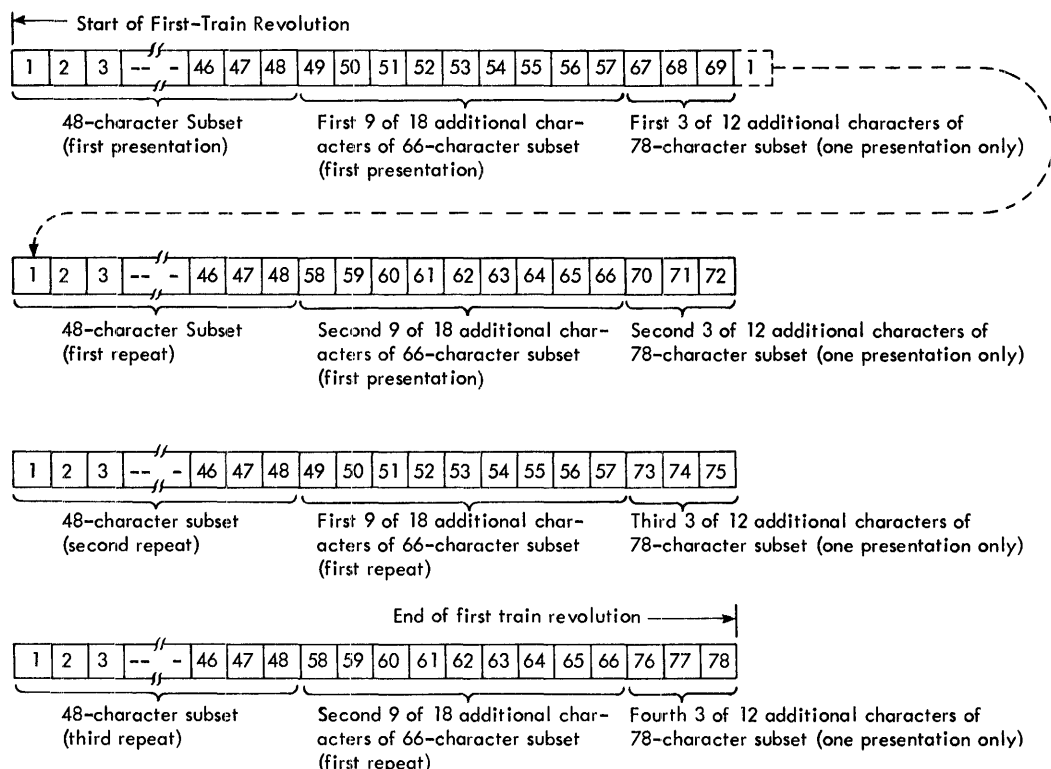 Start of First-Train Revolution
1 2 3 -- - 46 47 48 49 50 51 52 53 54 55 56 57 67 68 69 1
48-character Subset
(first presentation)
First 9 of 18 additional char-
acters of 66-character subset
(first presentation)
First 3 of 12 additional characters of
78-character subset (one presentation only)
1 2 3 -- - 46 47 48 58 59 60 61 62 63 64 65 66 70 71 72
48-character Subset
(first repeat)
Second 9 of 18 additional char-
acters of 66-character subset
(first presentation)
Second 3 of 12 additional characters of
78-character subset (one presentation only)
1 2 3 -- - 46 47 48 49 50 51 52 53 54 55 56 57 73 74 75
48-character subset
(second repeat)
First 9 of 18 additional char-
acters of 66-character subset
(first repeat)
Third 3 of 12 additional characters of
78-character subset (one presentation only)
End of first train revolution
1 2 3 -- - 46 47 48 58 59 60 61 62 63 64 65 66 76 77 78
48-character subset
(third repeat)
Second 9 of 18 additional char-
acters of 66-character subset
(first repeat)
Fourth 3 of 12 additional characters of
78-character subset (one presentation only)